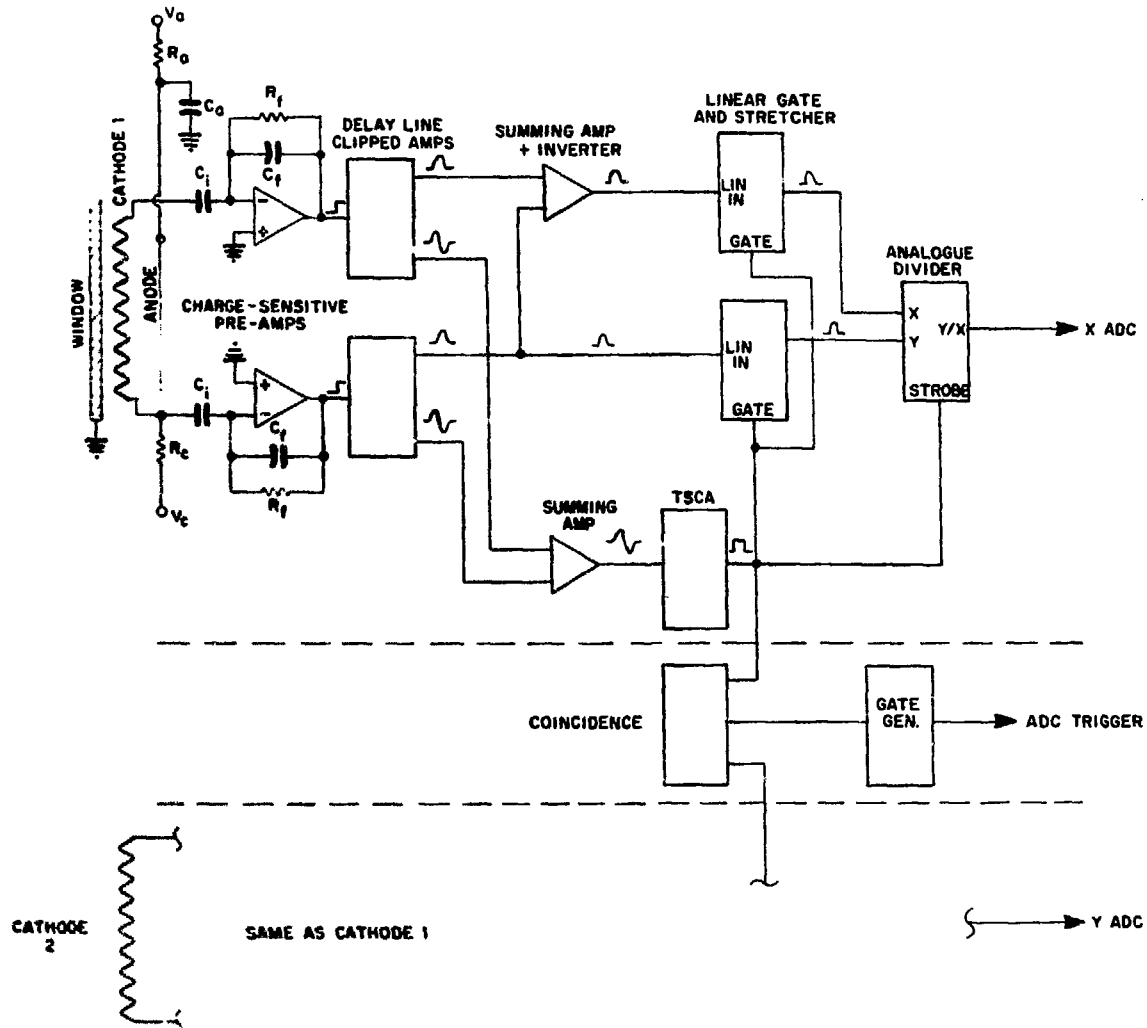 Va
Ra
Ca
Rf
Cf
Ci
CATHODE 1
WINDOW
ANODE
DELAY LINE
CLIPPED AMPS
SUMMING AMP
+ INVERTER
LINEAR GATE
AND STRETCHER
LIN
IN
GATE
ANALOGUE
DIVIDER
X
Y
Y/X
STROBE
X ADC
CHARGE-SENSITIVE
PRE-AMPS
Ci
Cf
Rf
Rc
Vc
LIN
IN
GATE
SUMMING
AMP
TSCA
COINCIDENCE
GATE
GEN.
ADC TRIGGER
CATHODE
2
SAME AS CATHODE 1
Y ADC